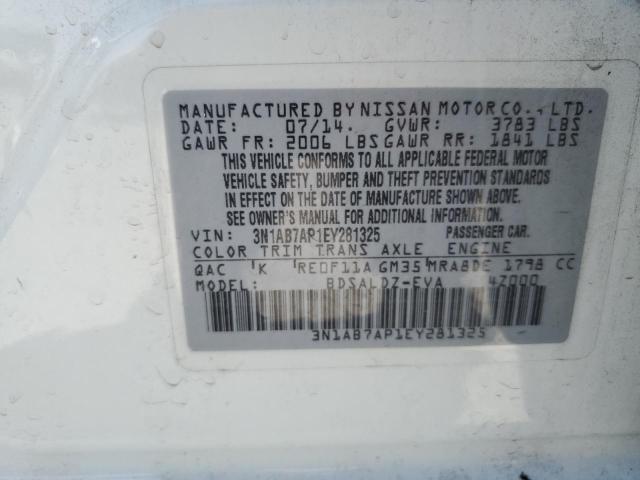 MANUFACTURED BY NISSAN MOTOR CO., LTD.
DATE: 07/14. GVWR: 3783 LBS
GAWR FR: 2006 LBS GAWR RR: 1841 LBS
THIS VEHICLE CONFORMS TO ALL APPLICABLE FEDERAL MOTOR
VEHICLE SAFETY, BUMPER AND THEFT PREVENTION STANDARDS
IN EFFECT ON THE DATE OF MANUFACTURE SHOWN ABOVE.
SEE OWNER'S MANUAL FOR ADDITIONAL INFORMATION.
VIN: 3N1AB7AP1EY281325 PASSENGER CAR.
COLOR TRIM TRANS AXLE ENGINE
QAC K RE0F11A GM35 MRA8DE 1798 CC
MODEL: BDSALDZ-EVA 4Z000
3N1AB7AP1EY281325